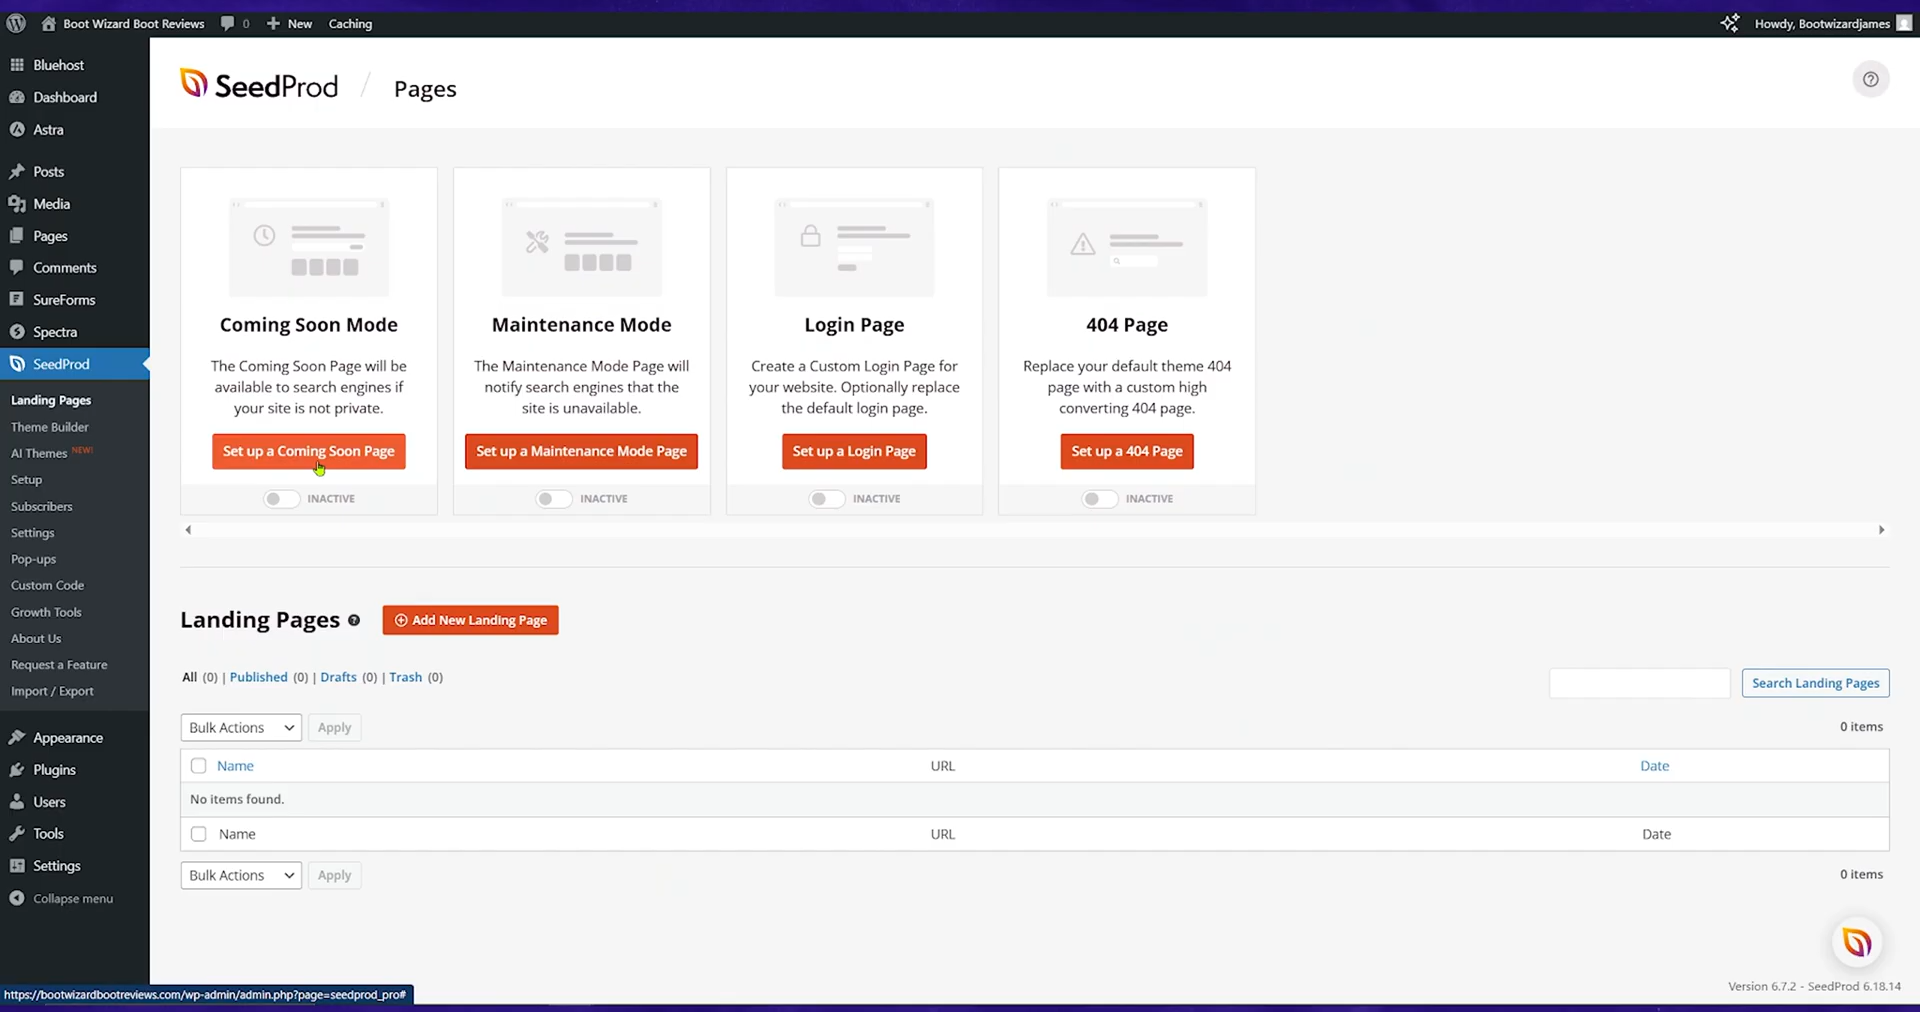 Boot Wizard Boot Reviews 0 New Caching Howdy, Bootwizardjames
Bluehost
Dashboard
Astra
Posts
Media
Pages
Comments
SureForms
Spectra
SeedProd
Landing Pages
Theme Builder
AI Themes NEW!
Setup
Subscribers
Settings
Pop-ups
Custom Code
Growth Tools
About Us
Request a Feature
Import / Export
Appearance
Plugins
Users
Tools
Settings
Collapse menu
SeedProd / Pages
Coming Soon Mode
The Coming Soon Page will be
available to search engines if
your site is not private.
Set up a Coming Soon Page
INACTIVE
Maintenance Mode
The Maintenance Mode Page will
notify search engines that the
site is unavailable.
Set up a Maintenance Mode Page
INACTIVE
Login Page
Create a Custom Login Page for
your website. Optionally replace
the default login page.
Set up a Login Page
INACTIVE
404 Page
Replace your default theme 404
page with a custom high
converting 404 page.
Set up a 404 Page
INACTIVE
Landing Pages Add New Landing Page
All (0) | Published (0) | Drafts (0) | Trash (0)
Search Landing Pages
Bulk Actions Apply 0 items
Name URL Date
No items found.
Name URL Date
Bulk Actions Apply 0 items
Version 6.7.2 - SeedProd 6.18.14
https://bootwizardbootreviews.com/wp-admin/admin.php?page=seedprod_pro#